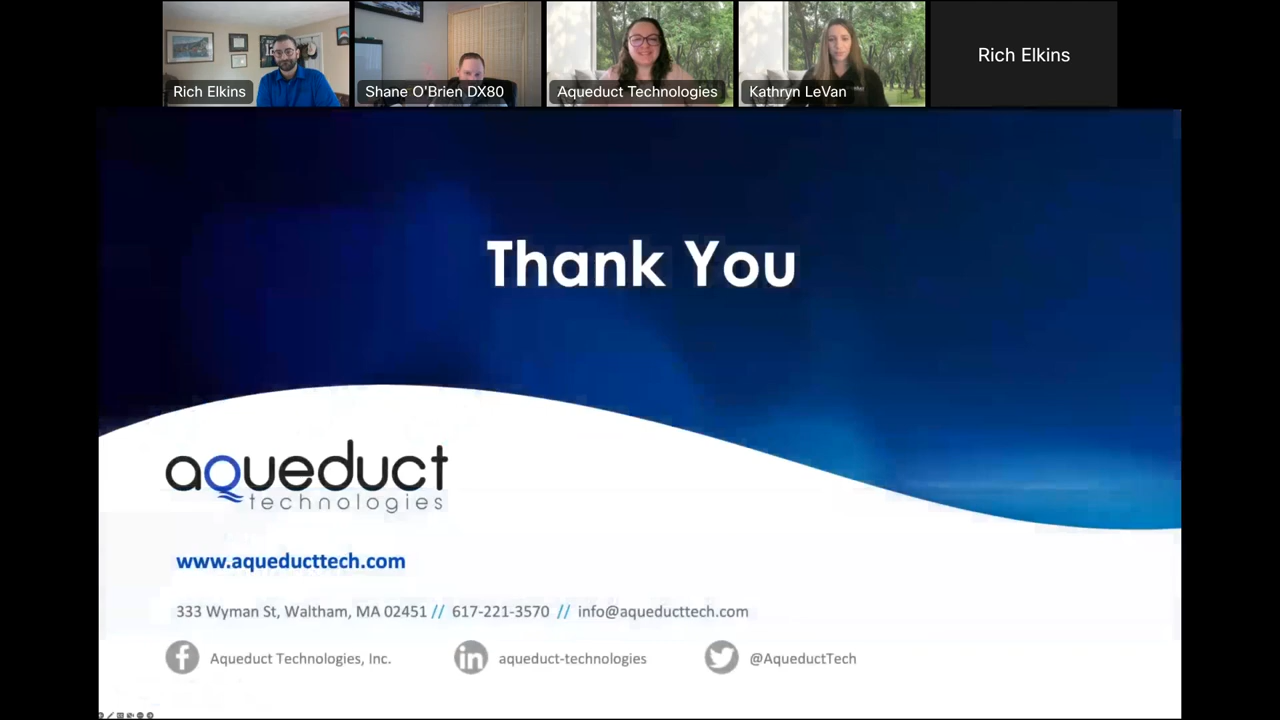 Rich Elkins
Shane O'Brien DX80
Aqueduct Technologies
Kathryn LeVan
Rich Elkins
Thank You
aqueduct
technologies
www.aqueducttech.com
333 Wyman St, Waltham, MA 02451 // 617-221-3570 // info@aqueducttech.com
Aqueduct Technologies, Inc. aqueduct-technologies @AqueductTech